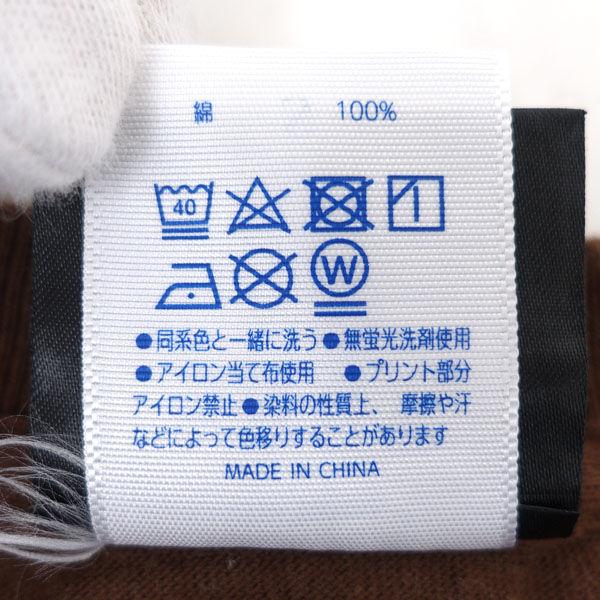 綿 100%
40
W
●同系色と一緒に洗う ●無蛍光洗剤使用
●アイロン当て布使用 ●プリント部分
アイロン禁止 ●染料の性質上、摩擦や汗
などによって色移りすることがあります
MADE IN CHINA